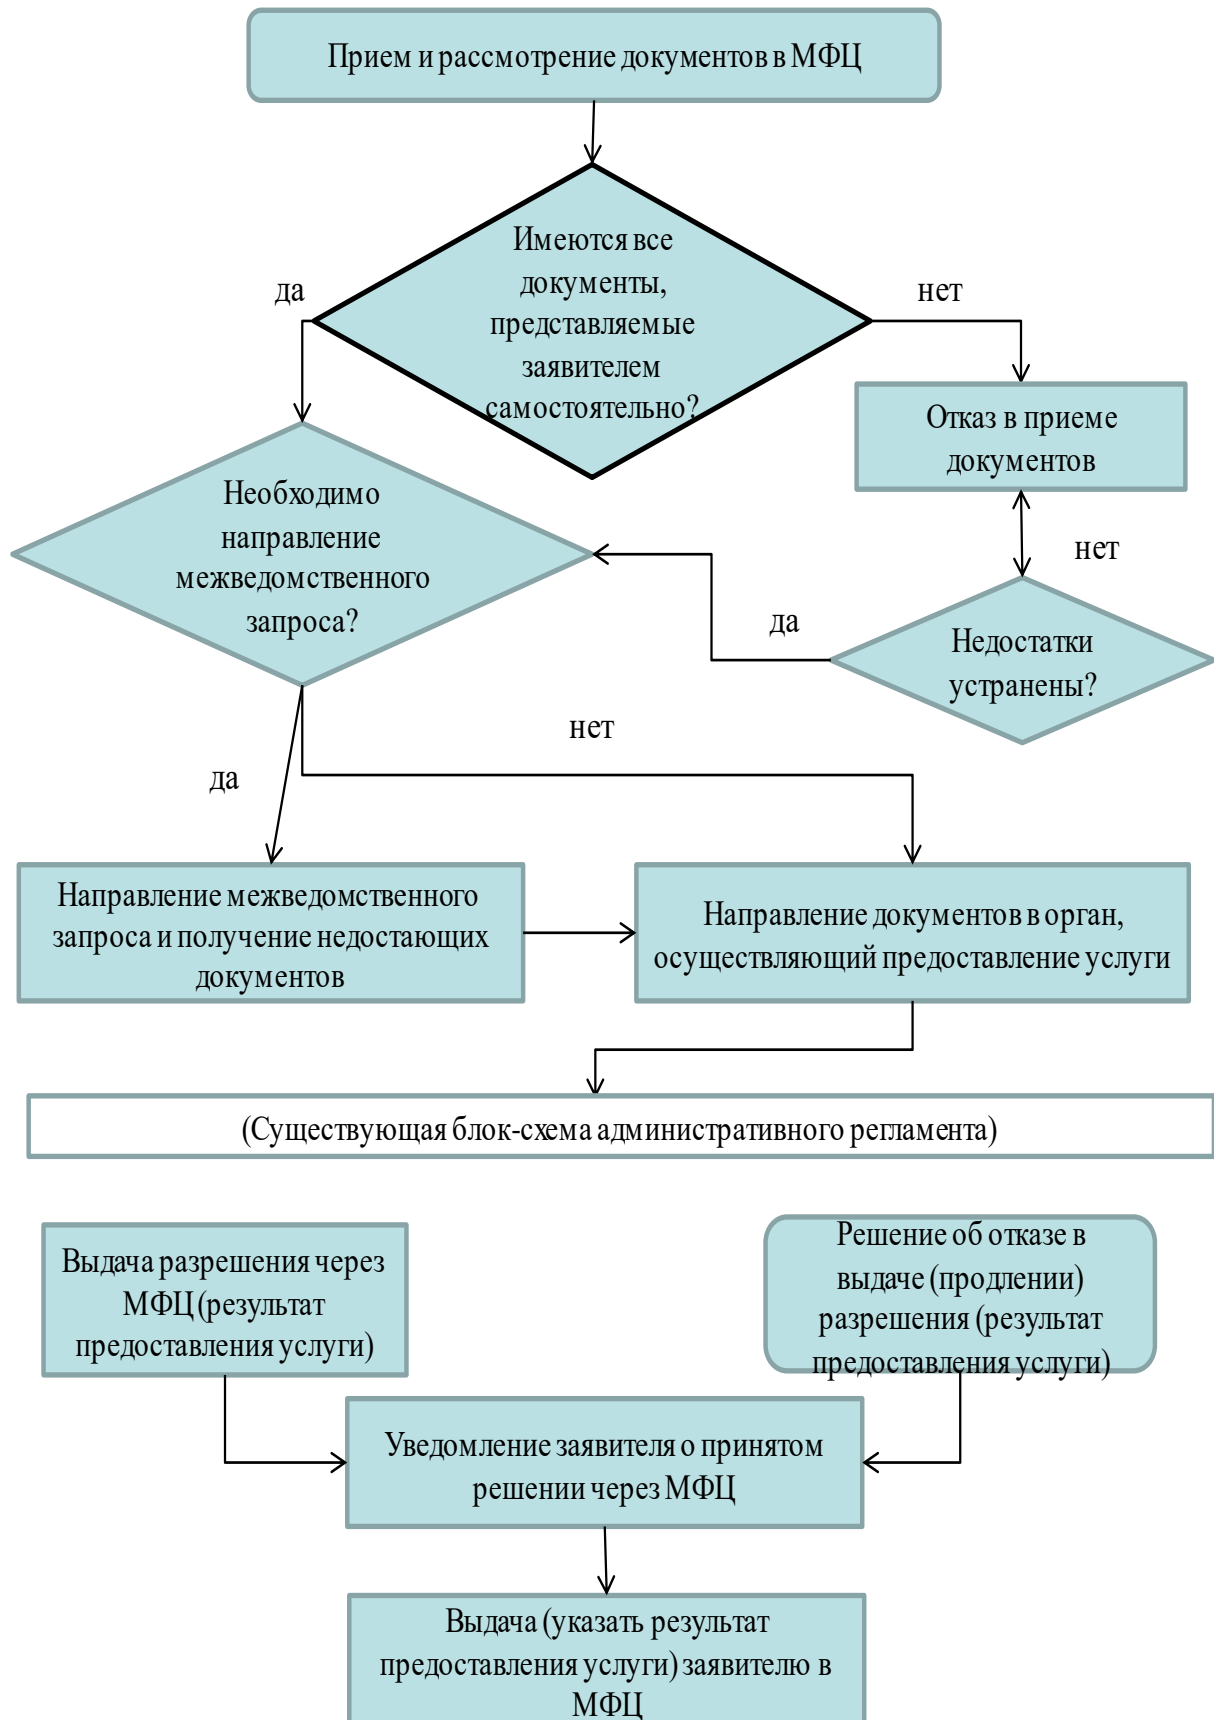 Прием и рассмотрение документов в МФЦ
Имеются все
документы,
представляемые
заявителем
самостоятельно?
да
нет
Отказ в приеме
документов
Необходимо
направление
межведомственного
запроса?
нет
Недостатки
устранены?
да
нет
да
Направление межведомственного
запроса и получение недостающих
документов
Направление документов в орган,
осуществляющий предоставление услуги
(Существующая блок-схема административного регламента)
Выдача разрешения через
МФЦ (результат
предоставления услуги)
Решение об отказе в
выдаче (продлении)
разрешения (результат
предоставления услуги)
Уведомление заявителя о принятом
решении через МФЦ
Выдача (указать результат
предоставления услуги) заявителю в
МФЦ